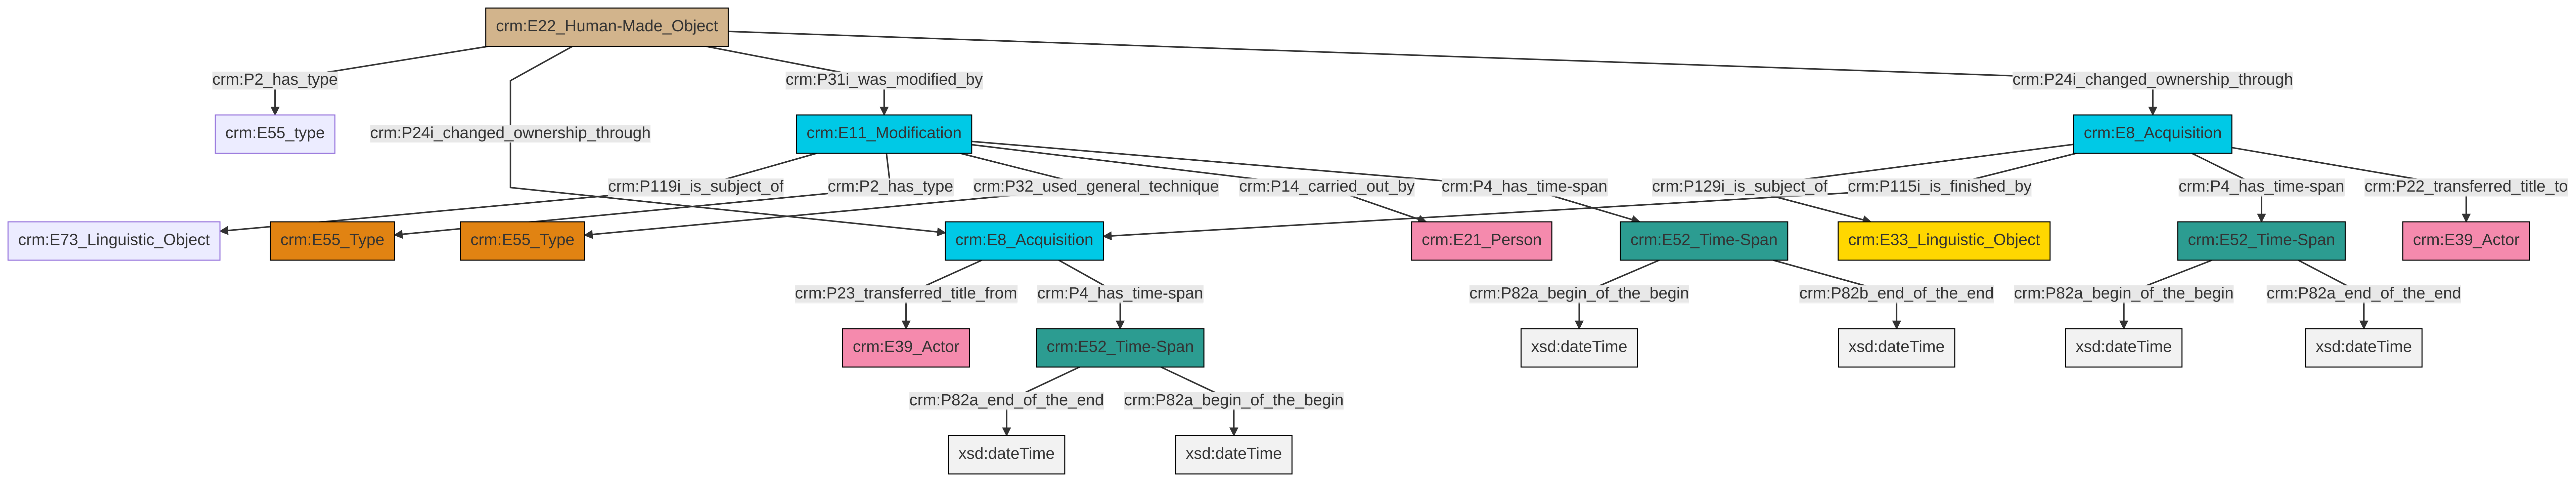 crm:E22_Human-Made_Object
crm:P2_has_type
crm:P31i_was_modified_by
crm:P24i_changed_ownership_through
crm:E55_type
crm:P24i_changed_ownership_through
crm:E11_Modification
crm:E8_Acquisition
crm:P119i_is_subject_of
crm:P2_has_type
crm:P32_used_general_technique
crm:P14_carried_out_by
crm:P4_has_time-span
crm:P129i_is_subject_of
crm:P115i_is_finished_by
crm:P4_has_time-span
crm:P22_transferred_title_to
crm:E73_Linguistic_Object
crm:E55_Type
crm:E55_Type
crm:E8_Acquisition
crm:E21_Person
crm:E52_Time-Span
crm:E33_Linguistic_Object
crm:E52_Time-Span
crm:E39_Actor
crm:P23_transferred_title_from
crm:P4_has_time-span
crm:P82a_begin_of_the_begin
crm:P82b_end_of_the_end
crm:P82a_begin_of_the_begin
crm:P82a_end_of_the_end
crm:E39_Actor
crm:E52_Time-Span
xsd:dateTime
xsd:dateTime
xsd:dateTime
xsd:dateTime
crm:P82a_end_of_the_end
crm:P82a_begin_of_the_begin
xsd:dateTime
xsd:dateTime